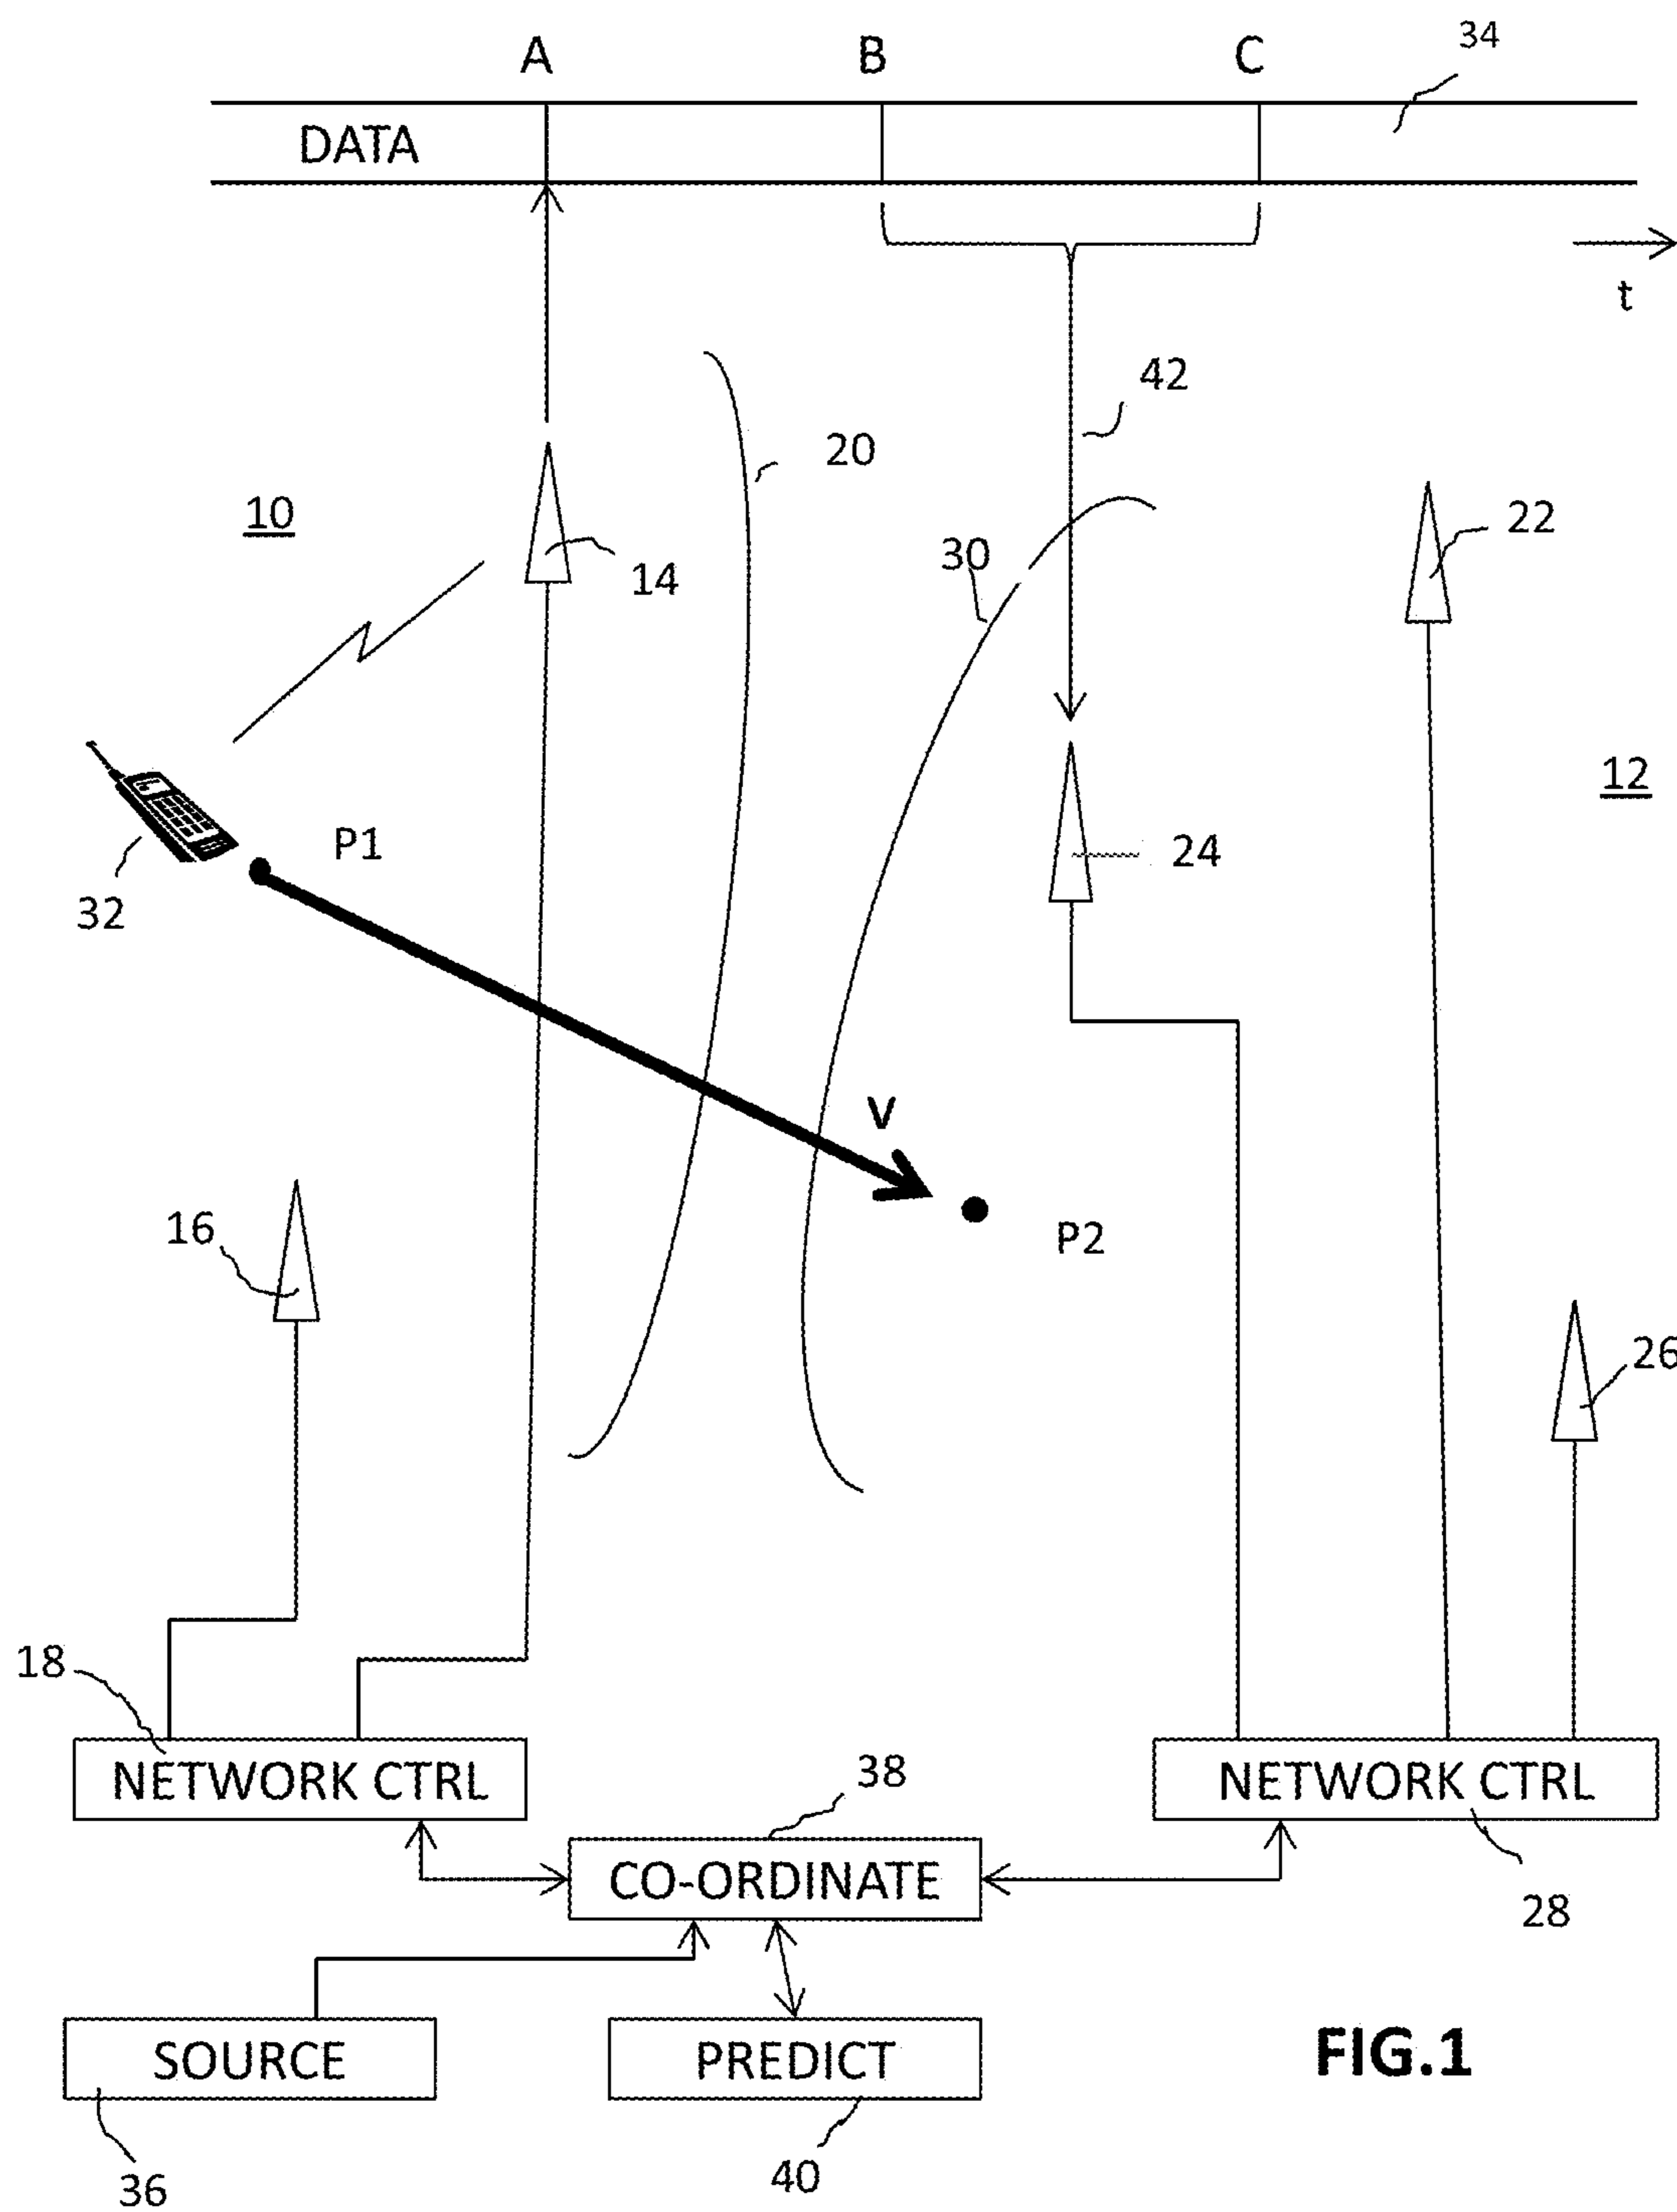 34
A B C
DATA
t
42
20
10
22
30
14
12
24
P1
32
V
16
P2
26
18
NETWORK CTRL
38
NETWORK CTRL
CO-ORDINATE
28
SOURCE
PREDICT
FIG.1
36
40